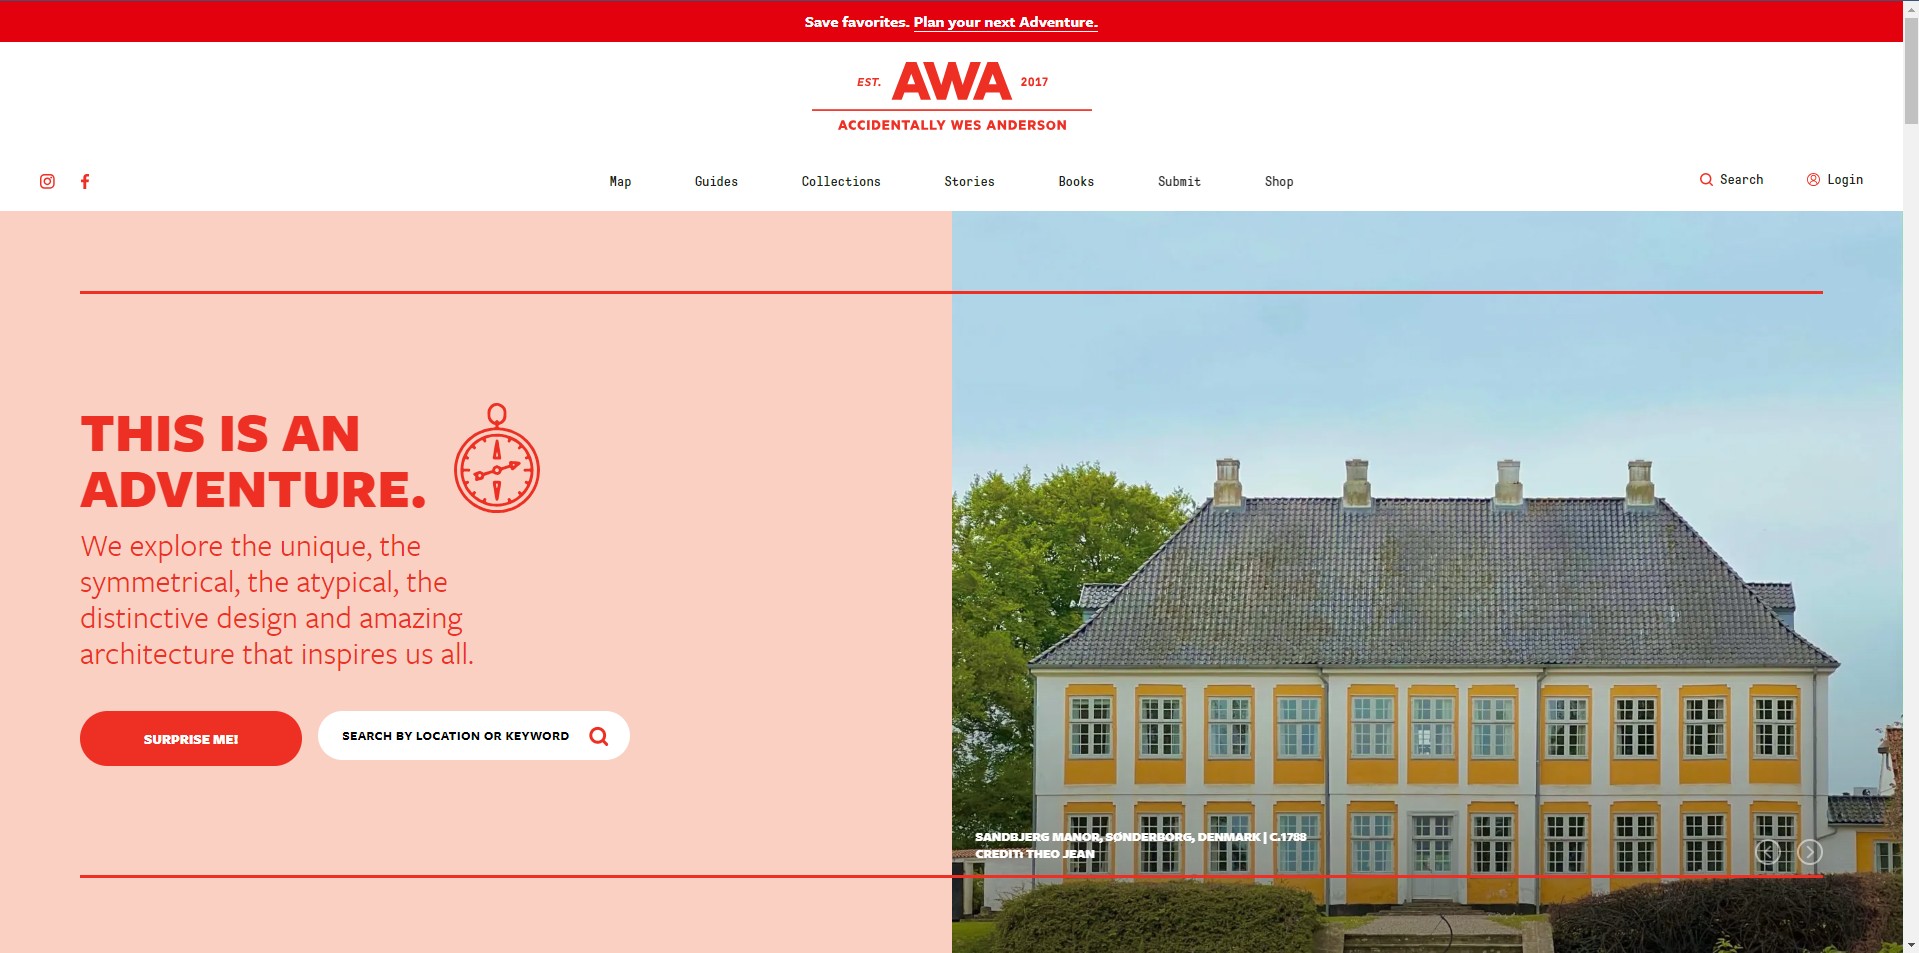 Save favorites. Plan your next Adventure.
EST. AWA 2017
ACCIDENTALLY WES ANDERSON
Map Guides Collections Stories Books Submit Shop Search Login
THIS IS AN
ADVENTURE.
We explore the unique, the
symmetrical, the atypical, the
distinctive design and amazing
architecture that inspires us all.
SURPRISE ME! SEARCH BY LOCATION OR KEYWORD
SANDBJERG MANOR, SØNDERBORG, DENMARK | C.1788
CREDIT: THEO JEAN